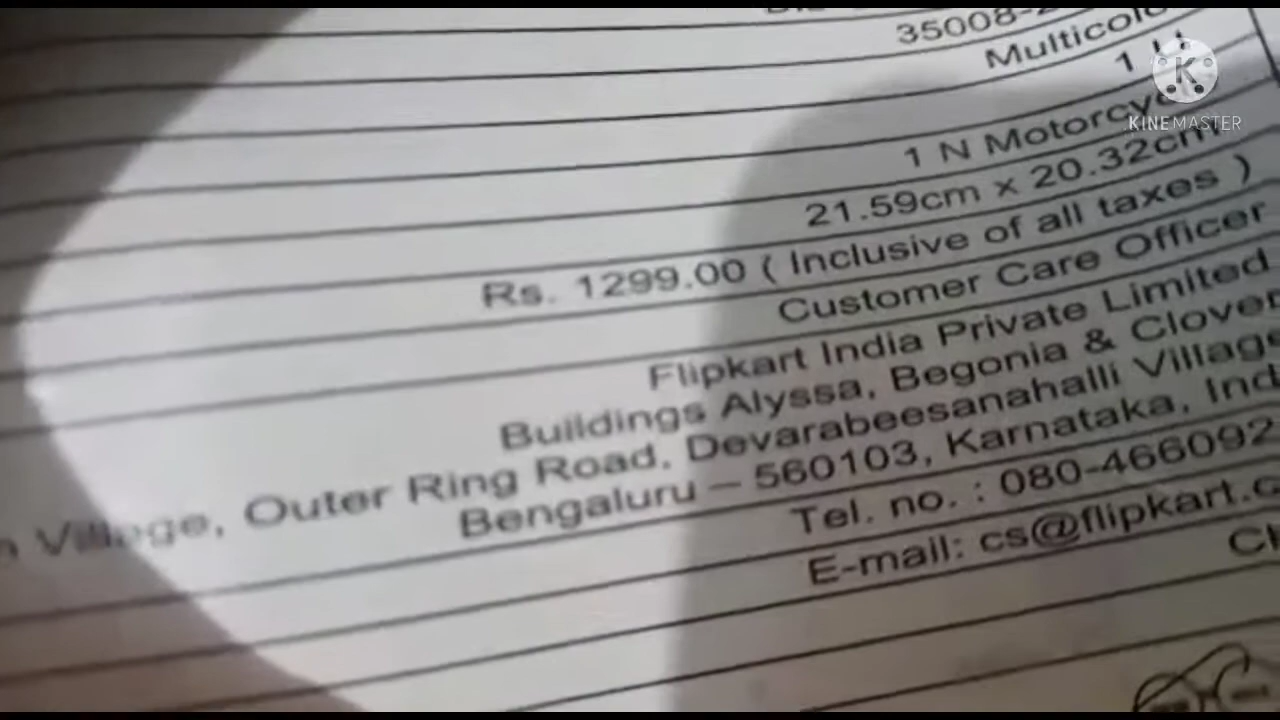 35008-
Multicolo
1
1 N Motorcyc
21.59cm x 20.32cm
Rs. 1299.00 ( Inclusive of all taxes )
Customer Care Officer
Flipkart India Private Limited
Buildings Alyssa, Begonia & Clover
Village, Outer Ring Road, Devarabeesanahalli Village
Bengaluru – 560103, Karnataka, Ind
Tel. no. : 080-466092
E-mail: cs@flipkart.c
K
KINEMASTER